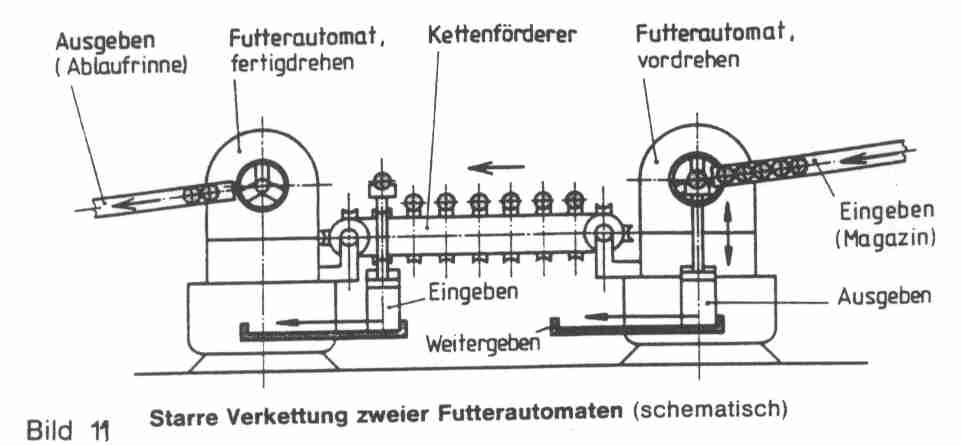 Ausgeben
(Ablaufrinne)
Futterautomat,
fertigdrehen
Kettenförderer
Futterautomat,
vordrehen
Eingeben
(Magazin)
Eingeben
Ausgeben
Weitergeben
Bild 11
Starre Verkettung zweier Futterautomaten (schematisch)